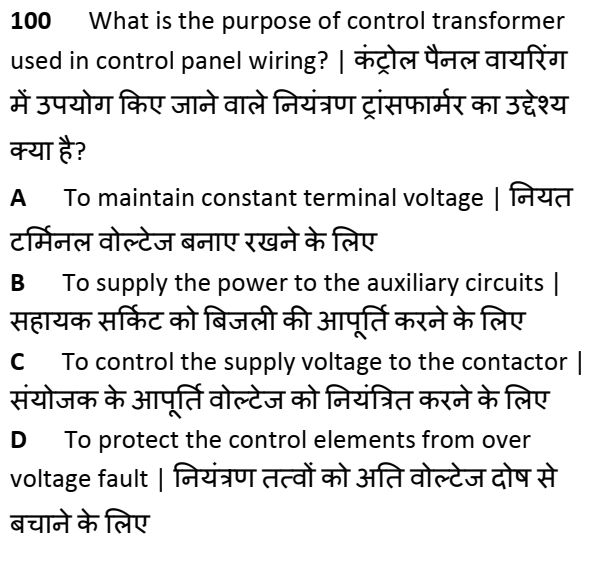 100 What is the purpose of control transformer
used in control panel wiring? | कंट्रोल पैनल वायरिंग
में उपयोग किए जाने वाले नियंत्रण ट्रांसफार्मर का उद्देश्य
क्या है?
A To maintain constant terminal voltage | नियत
टर्मिनल वोल्टेज बनाए रखने के लिए
B To supply the power to the auxiliary circuits |
सहायक सर्किट को बिजली की आपूर्ति करने के लिए
C To control the supply voltage to the contactor |
संयोजक के आपूर्ति वोल्टेज को नियंत्रित करने के लिए
D To protect the control elements from over
voltage fault | नियंत्रण तत्वों को अति वोल्टेज दोष से
बचाने के लिए